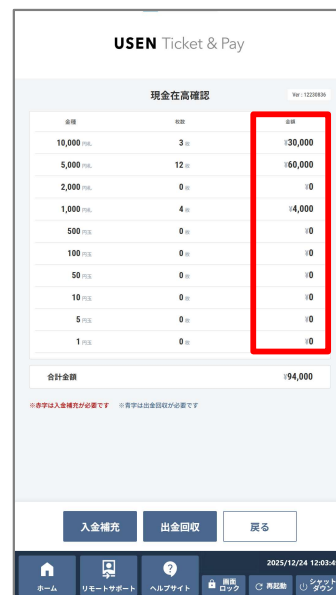 USEN Ticket & Pay
現金在高確認 Ver : 12230836
金種 枚数 金額
10,000 円札 3 枚 ¥30,000
5,000 円札 12 枚 ¥60,000
2,000 円札 0 枚 ¥0
1,000 円札 4 枚 ¥4,000
500 円玉 0 枚 ¥0
100 円玉 0 枚 ¥0
50 円玉 0 枚 ¥0
10 円玉 0 枚 ¥0
5 円玉 0 枚 ¥0
1 円玉 0 枚 ¥0
合計金額 ¥94,000
※赤字は入金補充が必要です ※青字は出金回収が必要です
入金補充 出金回収 戻る
2025/12/24 12:03:45
ホーム リモートサポート ヘルプサイト 画面ロック 再起動 シャットダウン